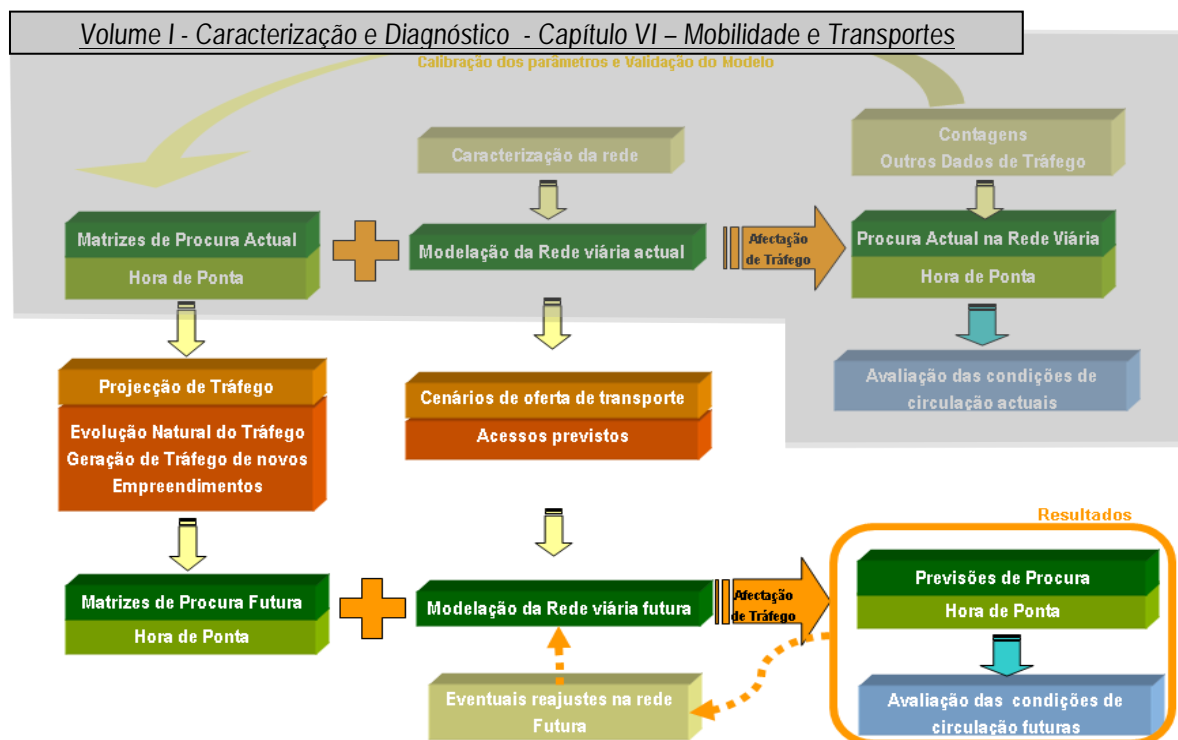 Volume I - Caracterização e Diagnóstico - Capítulo VI – Mobilidade e Transportes
Calibração dos parâmetros e Validação do Modelo
Caracterização da rede
Contagens
Outros Dados de Tráfego
Matrizes de Procura Actual
Hora de Ponta
Modelação da Rede viária actual
Afectação
de Tráfego
Procura Actual na Rede Viária
Hora de Ponta
Avaliação das condições de
circulação actuais
Projecção de Tráfego
Evolução Natural do Tráfego
Geração de Tráfego de novos
Empreendimentos
Cenários de oferta de transporte
Acessos previstos
Resultados
Matrizes de Procura Futura
Hora de Ponta
Modelação da Rede viária futura
Afectação
de Tráfego
Previsões de Procura
Hora de Ponta
Eventuais reajustes na rede
Futura
Avaliação das condições de
circulação futuras